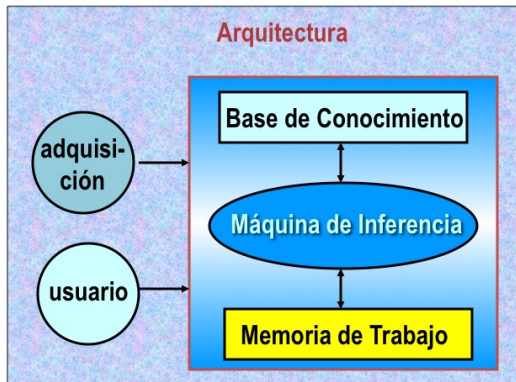 Arquitectura
Base de Conocimiento
adquisi-
ción
Máquina de Inferencia
usuario
Memoria de Trabajo